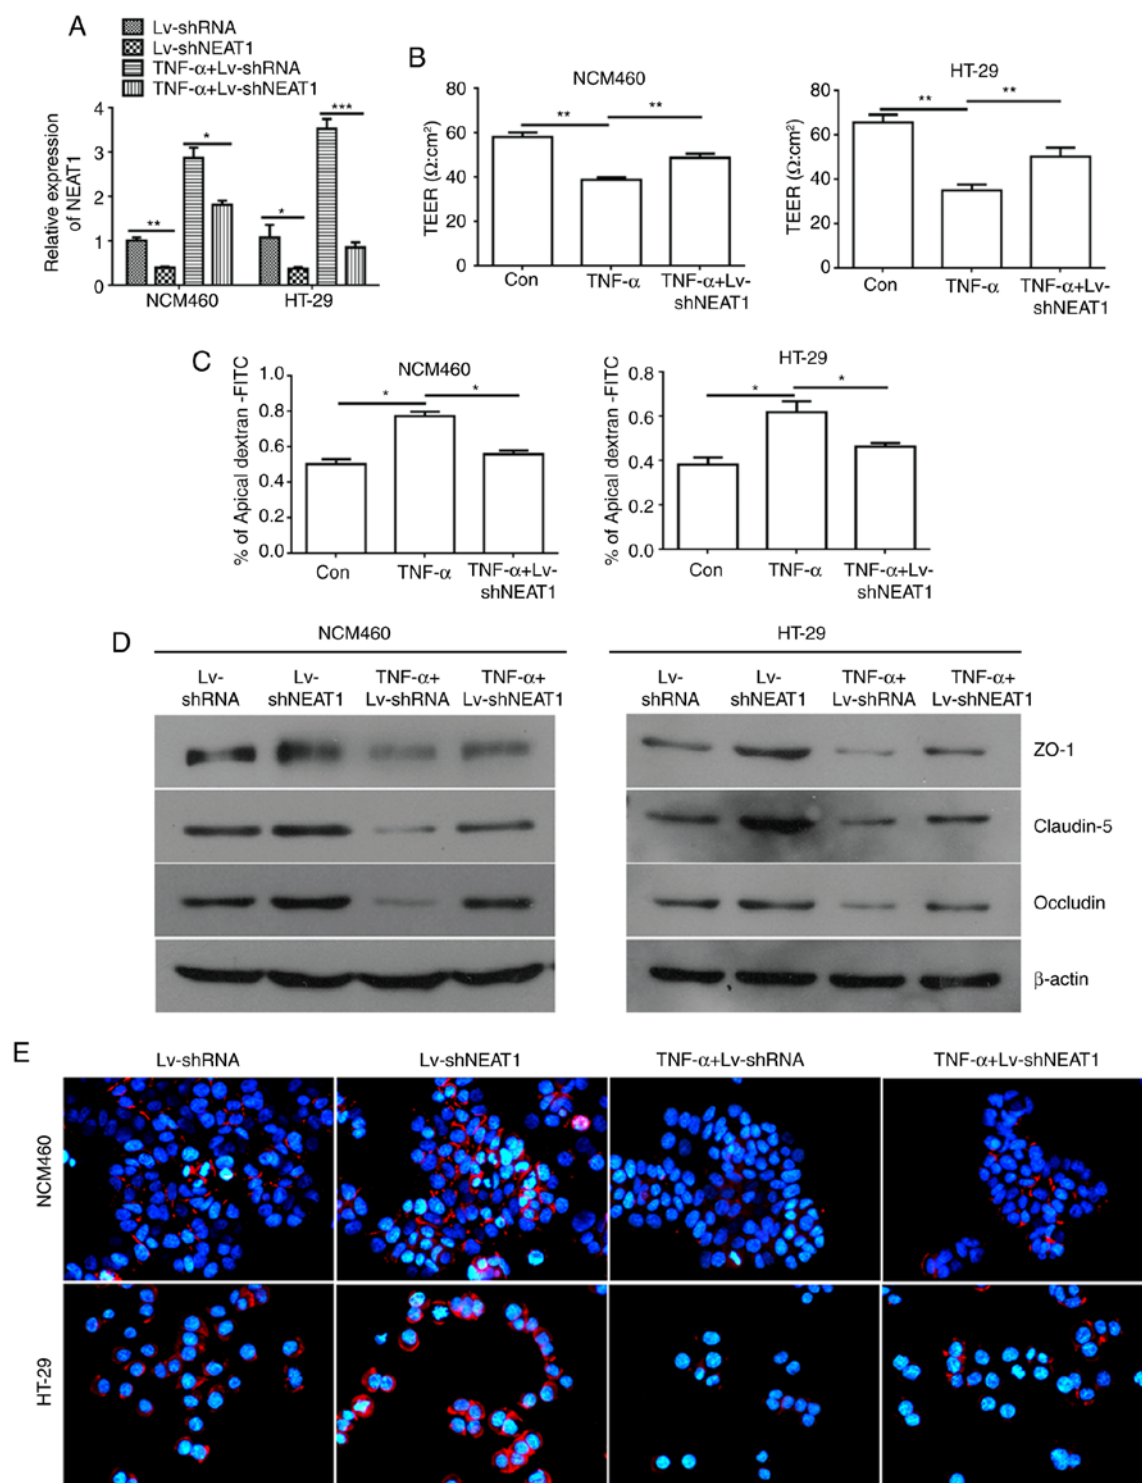 A
Lv-shRNA
Lv-shNEAT1
TNF-α+Lv-shRNA
TNF-α+Lv-shNEAT1
Relative expression
of NEAT1
4
3
2
1
0
**
*
*
***
NCM460
HT-29
B
NCM460
TEER (Ω:cm²)
80
60
40
20
0
**
**
Con
TNF-α
TNF-α+Lv-
shNEAT1
HT-29
TEER (Ω:cm²)
80
60
40
20
0
**
**
Con
TNF-α
TNF-α+Lv-
shNEAT1
C
NCM460
% of Apical dextran -FITC
1.0
0.8
0.6
0.4
0.2
0.0
*
*
Con
TNF-α
TNF-α+Lv-
shNEAT1
HT-29
% of Apical dextran -FITC
0.8
0.6
0.4
0.2
0.0
*
*
Con
TNF-α
TNF-α+Lv-
shNEAT1
D
NCM460
HT-29
Lv-
shRNA
Lv-
shNEAT1
TNF-α+
Lv-shRNA
TNF-α+
Lv-shNEAT1
Lv-
shRNA
Lv-
shNEAT1
TNF-α+
Lv-shRNA
TNF-α+
Lv-shNEAT1
ZO-1
Claudin-5
Occludin
β-actin
E
Lv-shRNA
Lv-shNEAT1
TNF-α+Lv-shRNA
TNF-α+Lv-shNEAT1
NCM460
HT-29